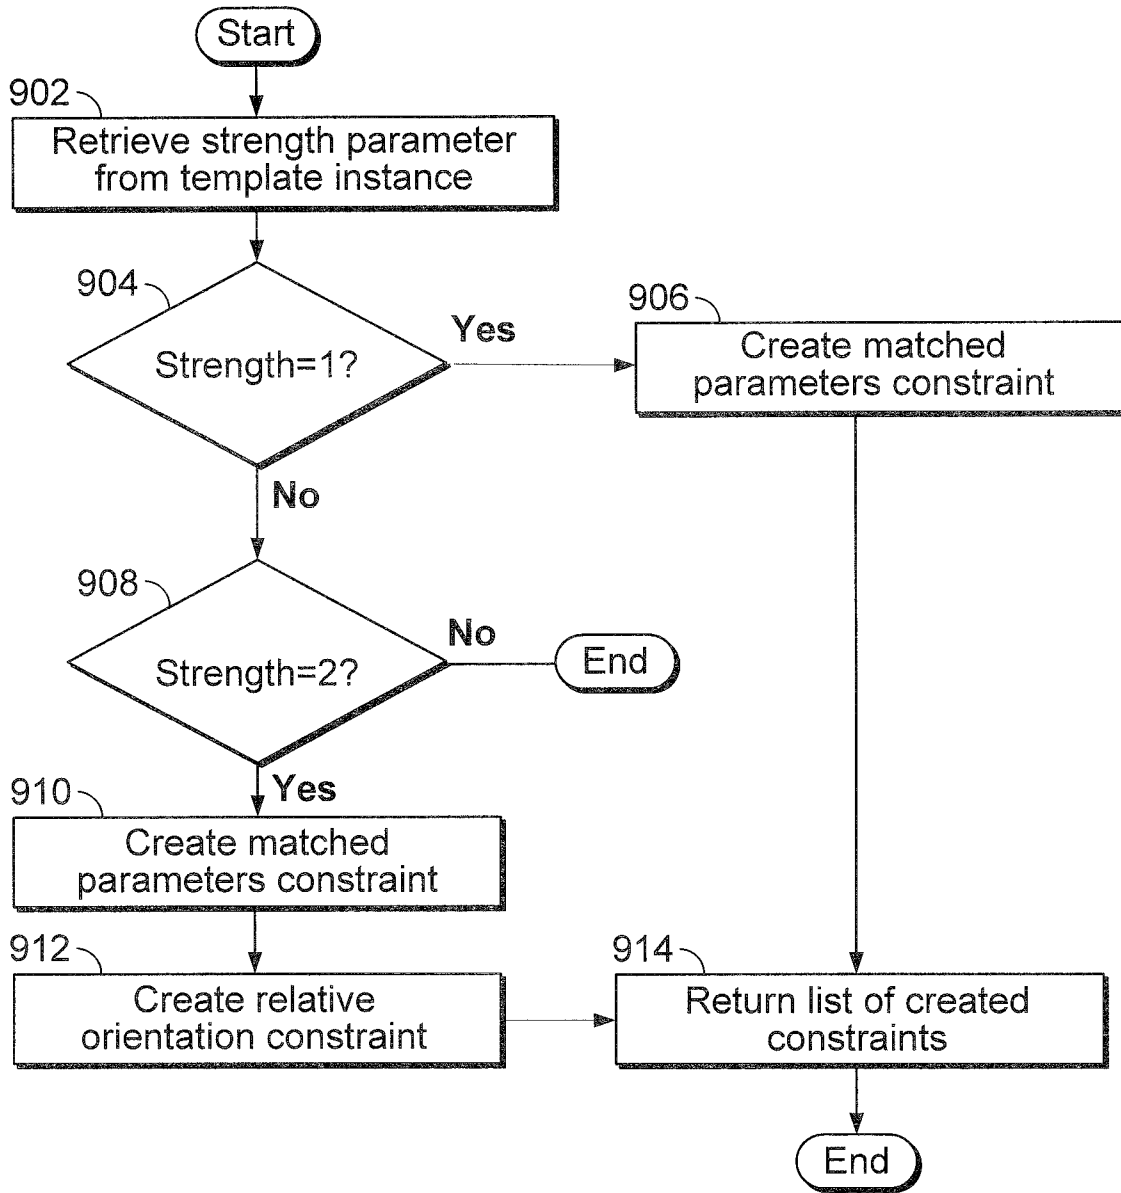 Start
902
Retrieve strength parameter
from template instance
904
Strength=1?
Yes
906
Create matched
parameters constraint
No
908
Strength=2?
No
End
Yes
910
Create matched
parameters constraint
912
Create relative
orientation constraint
914
Return list of created
constraints
End